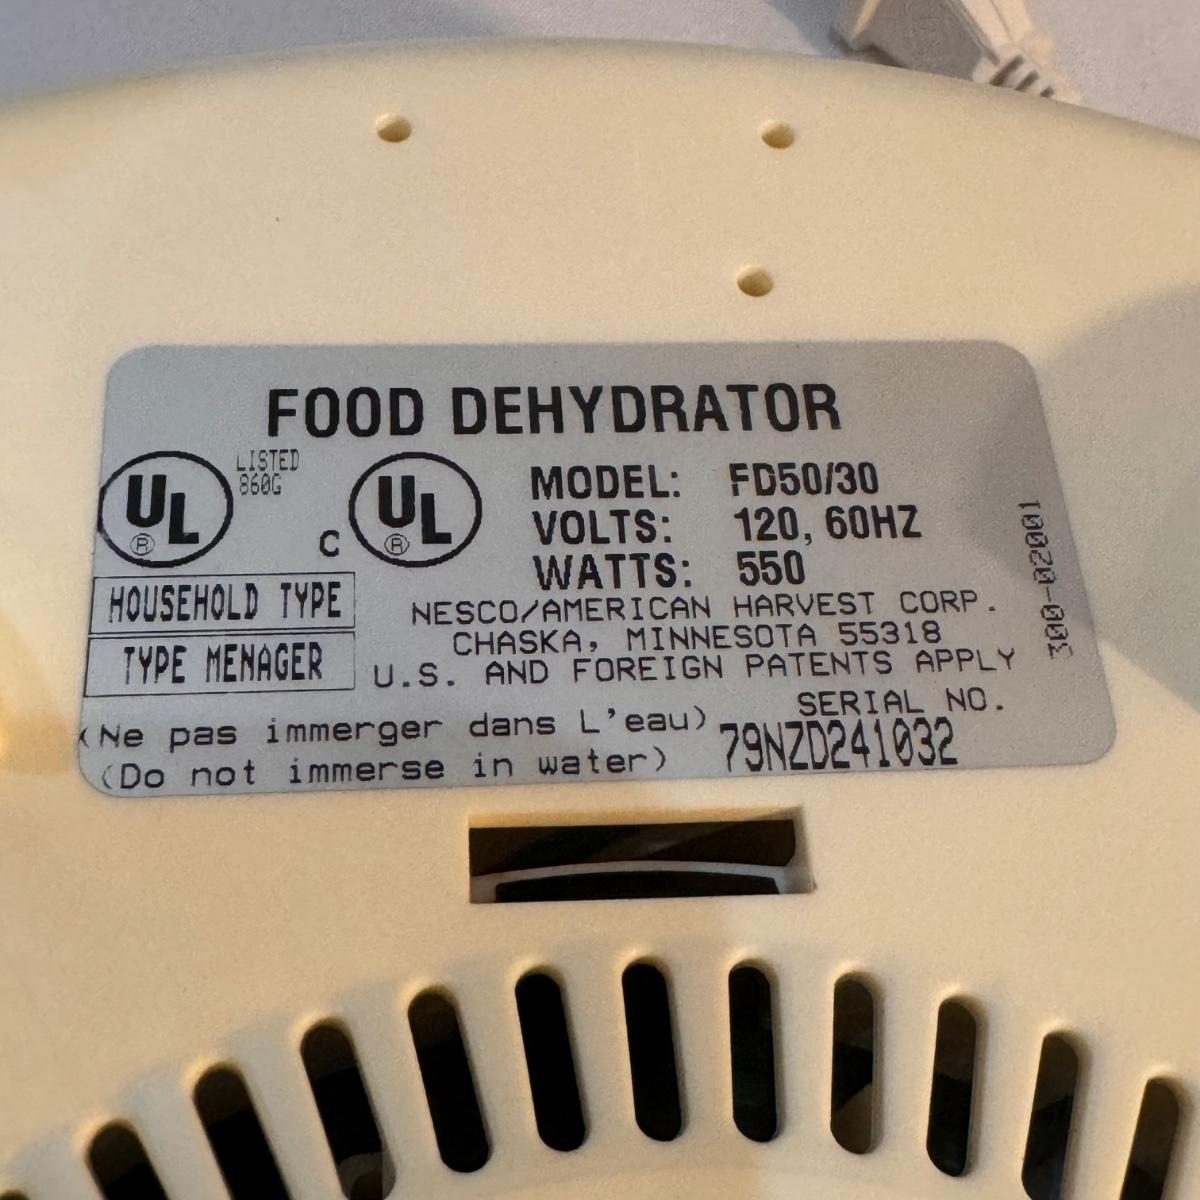 FOOD DEHYDRATOR
UL ®
LISTED
860G
C UL ®
MODEL: FD50/30
VOLTS: 120, 60HZ
WATTS: 550
HOUSEHOLD TYPE
TYPE MENAGER
NESCO/AMERICAN HARVEST CORP.
CHASKA, MINNESOTA 55318
U.S. AND FOREIGN PATENTS APPLY
(Ne pas immerger dans L'eau)
(Do not immerse in water)
SERIAL NO.
79NZD241032
300-02001